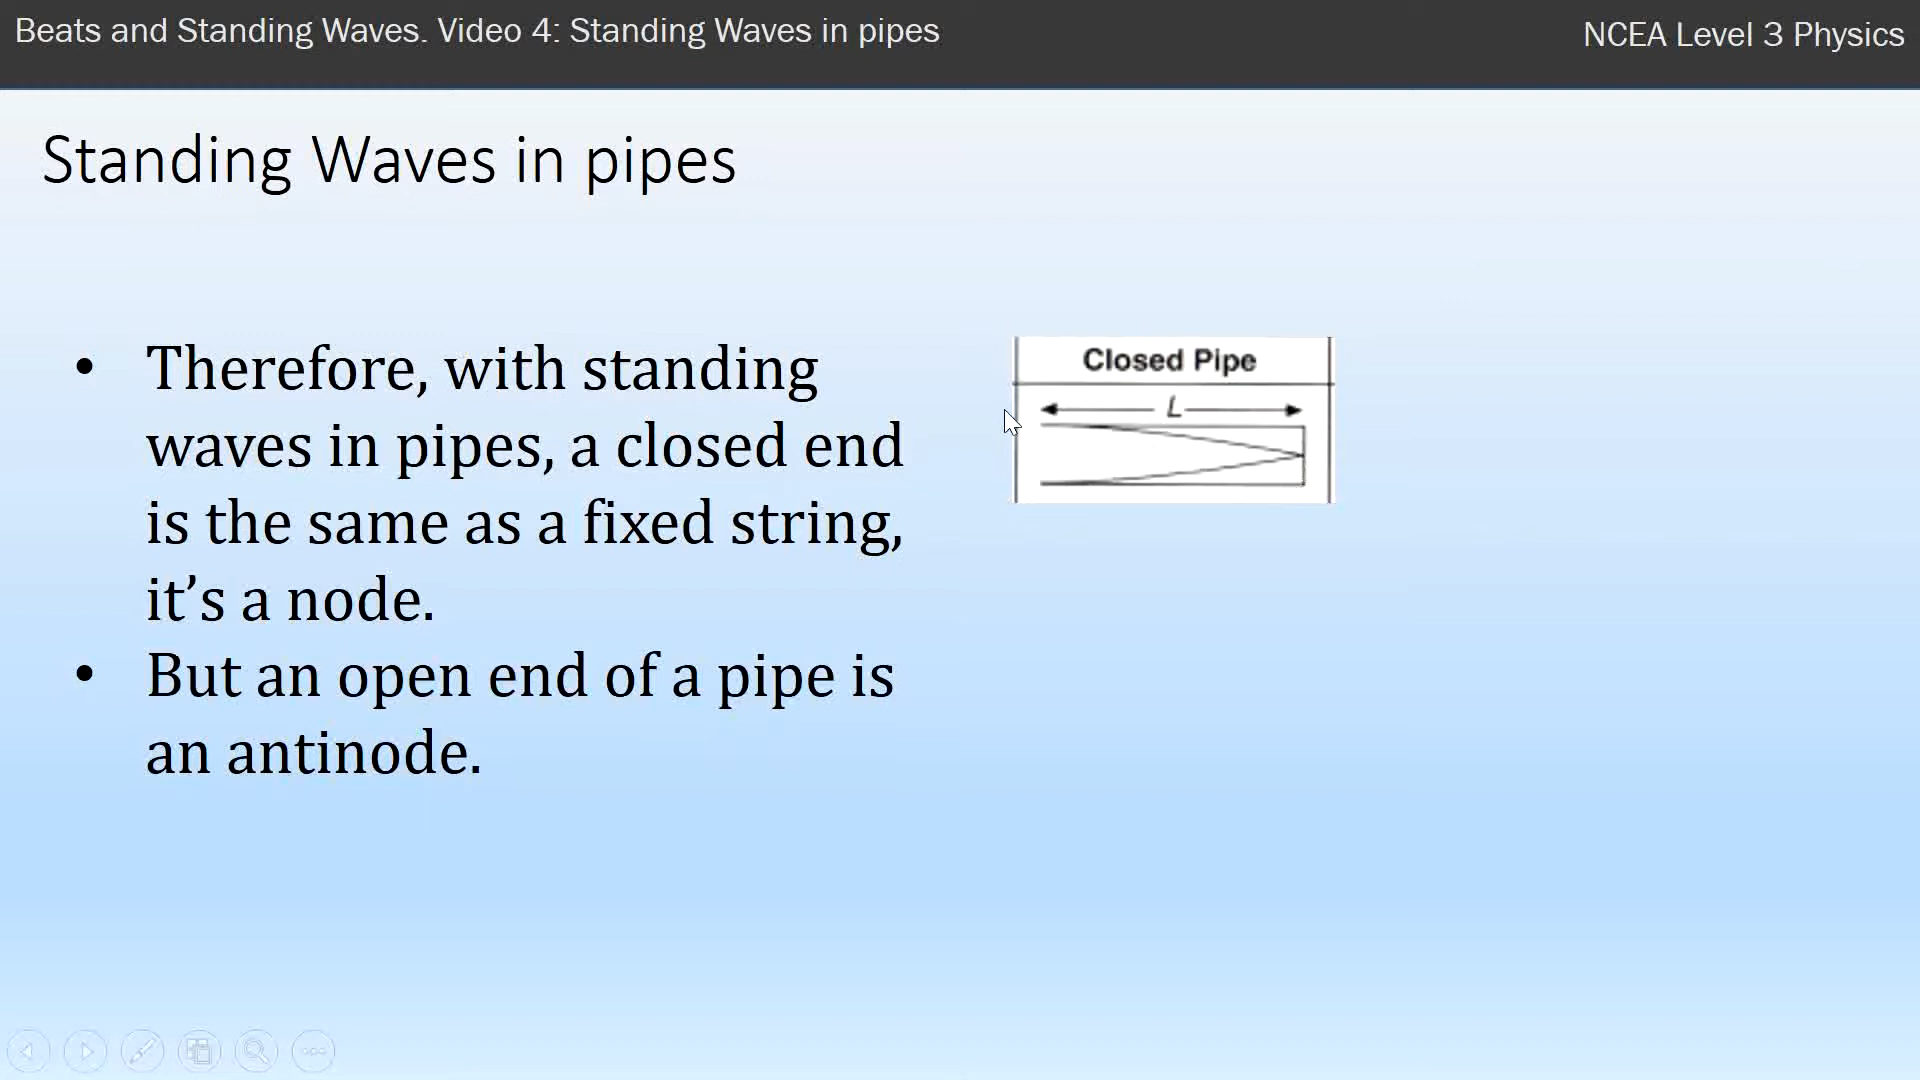 Beats and Standing Waves. Video 4: Standing Waves in pipes
NCEA Level 3 Physics
Standing Waves in pipes
• Therefore, with standing
waves in pipes, a closed end
is the same as a fixed string,
it’s a node.
• But an open end of a pipe is
an antinode.
Closed Pipe
L